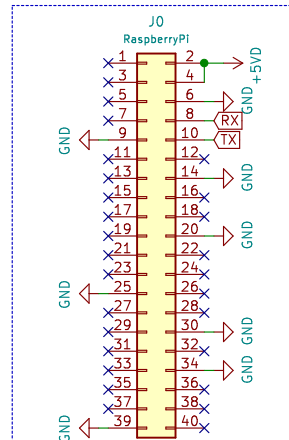 J0
RaspberryPi
1 2
+5VD
3 4
5 6
GND
7 8 RX
GND 9 10 TX
11 12
13 14 GND
15 16
17 18
19 20 GND
21 22
23 24
GND 25 26
27 28
29 30 GND
31 32
33 34 GND
35 36
37 38
GND 39 40